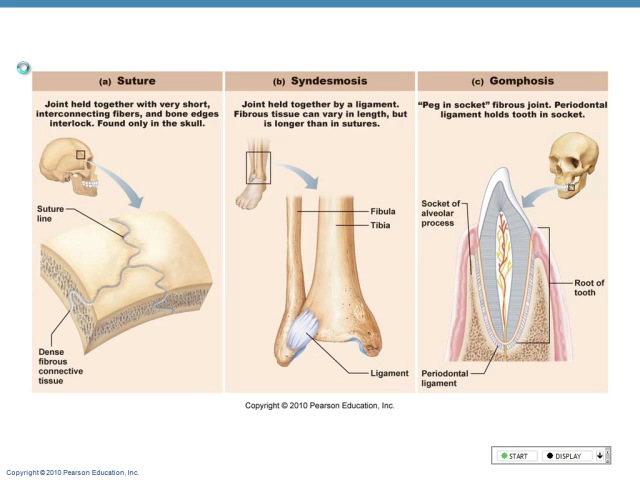 (a) Suture
Joint held together with very short,
interconnecting fibers, and bone edges
interlock. Found only in the skull.
Suture
line
Dense
fibrous
connective
tissue
(b) Syndesmosis
Joint held together by a ligament.
Fibrous tissue can vary in length, but
is longer than in sutures.
Fibula
Tibia
Ligament
(c) Gomphosis
“Peg in socket” fibrous joint. Periodontal
ligament holds tooth in socket.
Socket of
alveolar
process
Root of
tooth
Periodontal
ligament
Copyright © 2010 Pearson Education, Inc.
START
DISPLAY
Copyright © 2010 Pearson Education, Inc.